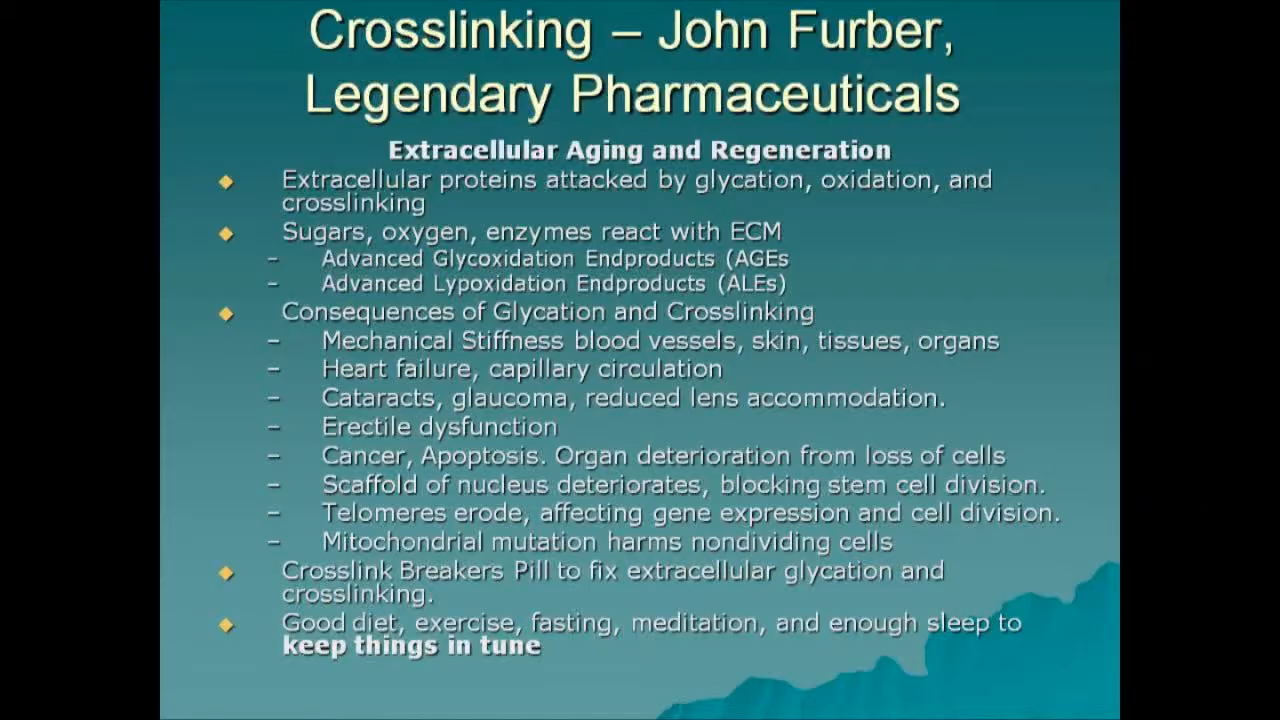 Crosslinking – John Furber,
Legendary Pharmaceuticals
Extracellular Aging and Regeneration
Extracellular proteins attacked by glycation, oxidation, and
crosslinking
Sugars, oxygen, enzymes react with ECM
– Advanced Glycoxidation Endproducts (AGEs
– Advanced Lypoxidation Endproducts (ALEs)
Consequences of Glycation and Crosslinking
– Mechanical Stiffness blood vessels, skin, tissues, organs
– Heart failure, capillary circulation
– Cataracts, glaucoma, reduced lens accommodation.
– Erectile dysfunction
– Cancer, Apoptosis. Organ deterioration from loss of cells
– Scaffold of nucleus deteriorates, blocking stem cell division.
– Telomeres erode, affecting gene expression and cell division.
– Mitochondrial mutation harms nondividing cells
Crosslink Breakers Pill to fix extracellular glycation and
crosslinking.
Good diet, exercise, fasting, meditation, and enough sleep to
keep things in tune